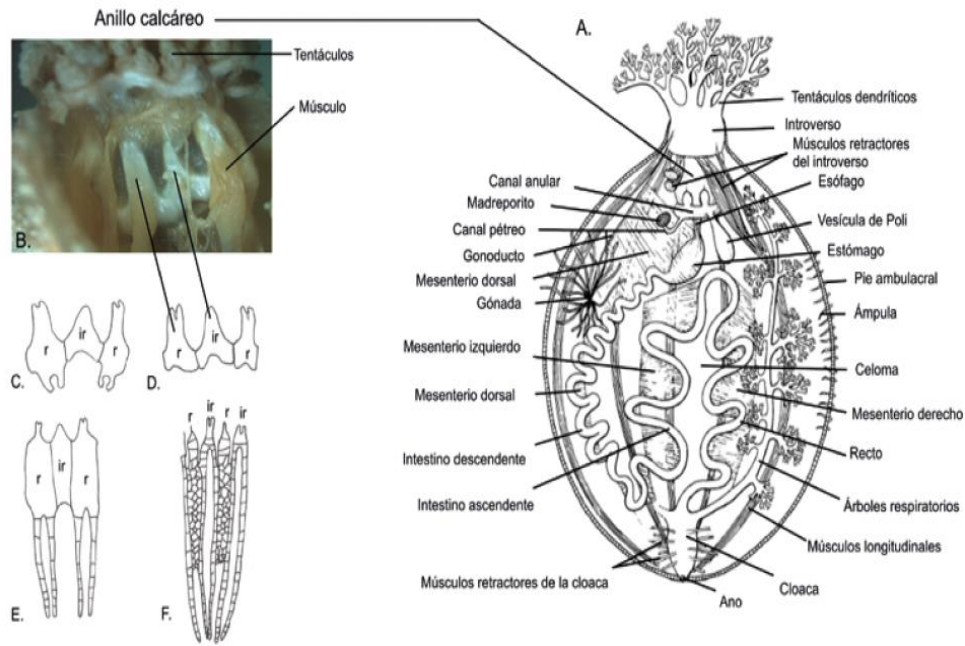 Anillo calcáreo
Tentáculos
Músculo
B.
C.
r
ir
r
D.
r
ir
r
E.
r
ir
r
F.
r
ir
r
ir
A.
Tentáculos dendríticos
Introverso
Músculos retractores
del introverso
Esófago
Vesícula de Poli
Estómago
Pie ambulacral
Ámpula
Celoma
Mesenterio derecho
Recto
Árboles respiratorios
Músculos longitudinales
Cloaca
Ano
Canal anular
Madreporito
Canal pétreo
Gonoducto
Mesenterio dorsal
Gónada
Mesenterio izquierdo
Mesenterio dorsal
Intestino descendente
Intestino ascendente
Músculos retractores de la cloaca